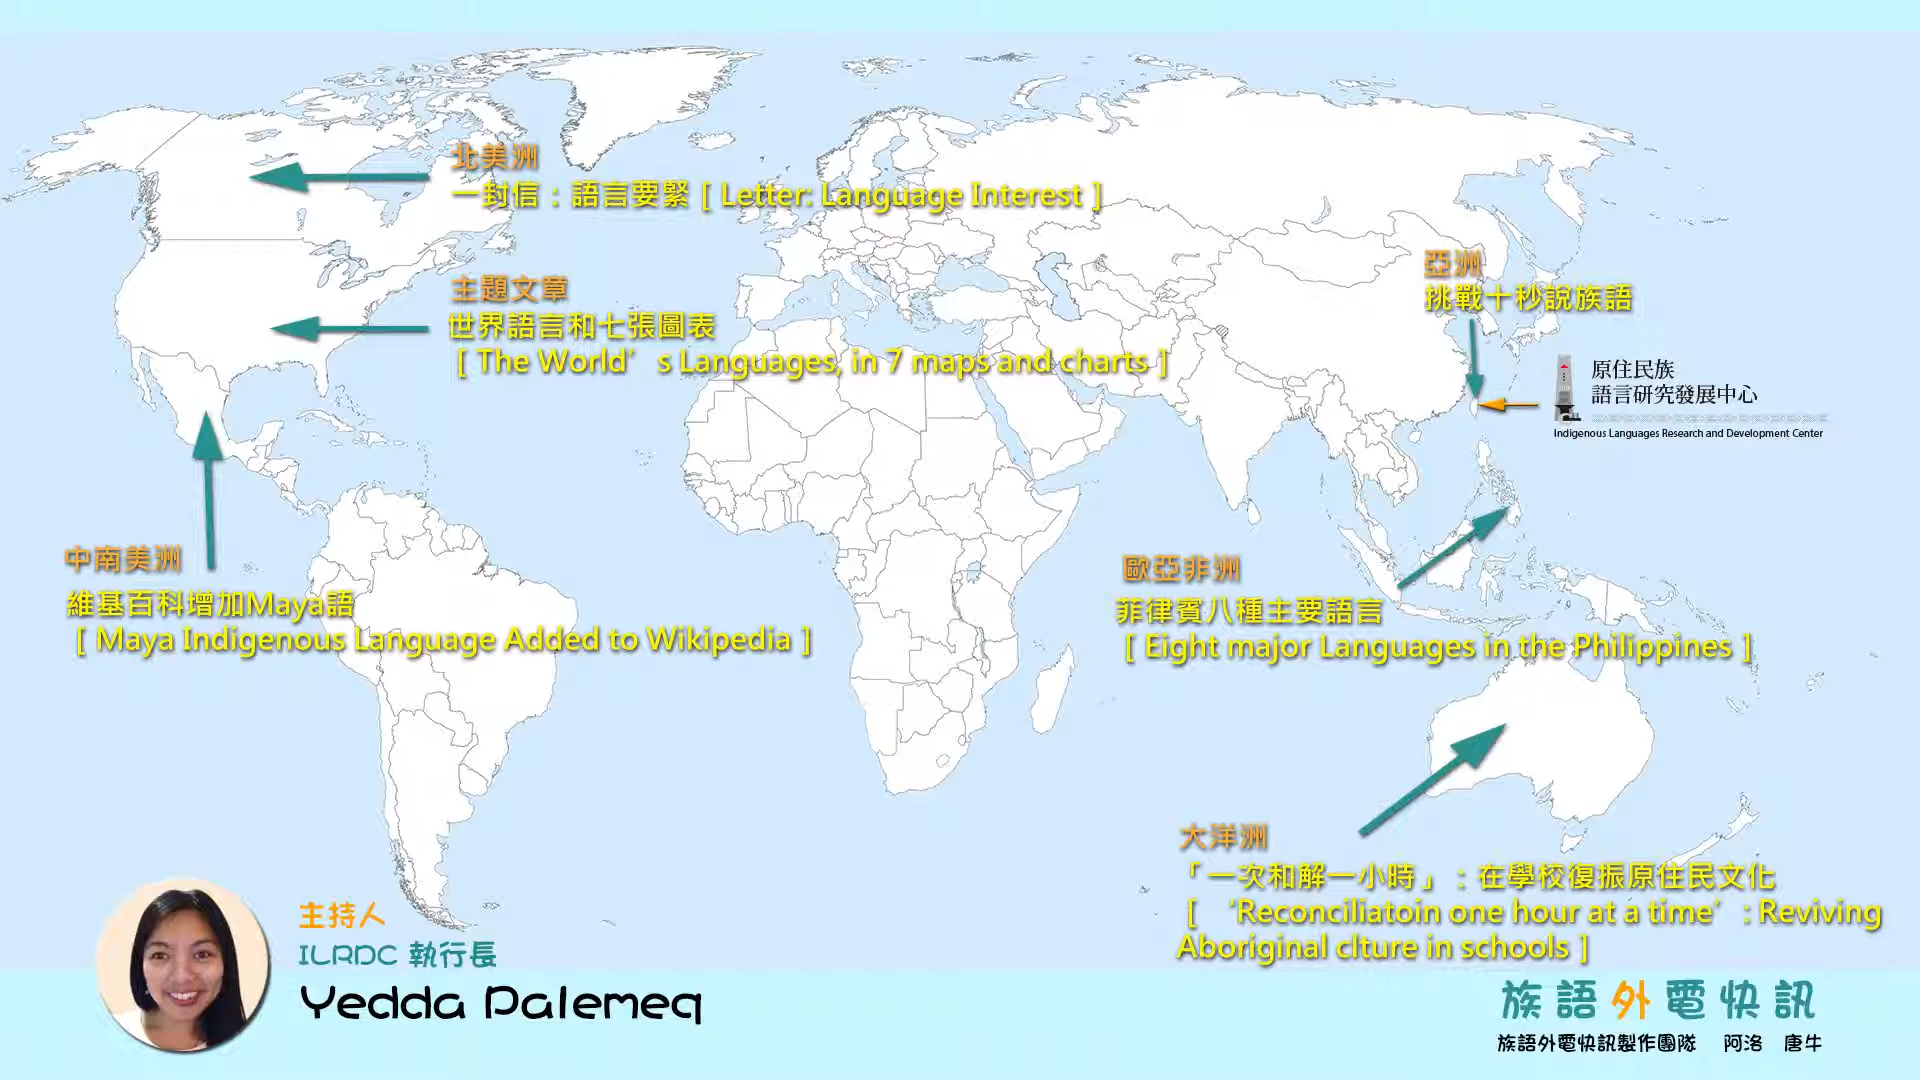 北美洲
一封信：語言要緊 [ Letter: Language Interest ]
主題文章
世界語言和七張圖表
[ The World’s Languages, in 7 maps and charts ]
亞洲
挑戰十秒說族語
原住民族
語言研究發展中心
Indigenous Languages Research and Development Center
中南美洲
維基百科增加Maya語
[ Maya Indigenous Language Added to Wikipedia ]
歐亞非洲
菲律賓八種主要語言
[ Eight major Languages in the Philippines ]
大洋洲
「一次和解一小時」：在學校復振原住民文化
[ ‘Reconciliatoin one hour at a time’: Reviving
Aboriginal clture in schools ]
主持人
ILRDC 執行長
Yedda Palemeq
族語外電快訊
族語外電快訊製作團隊 阿洛 唐牛